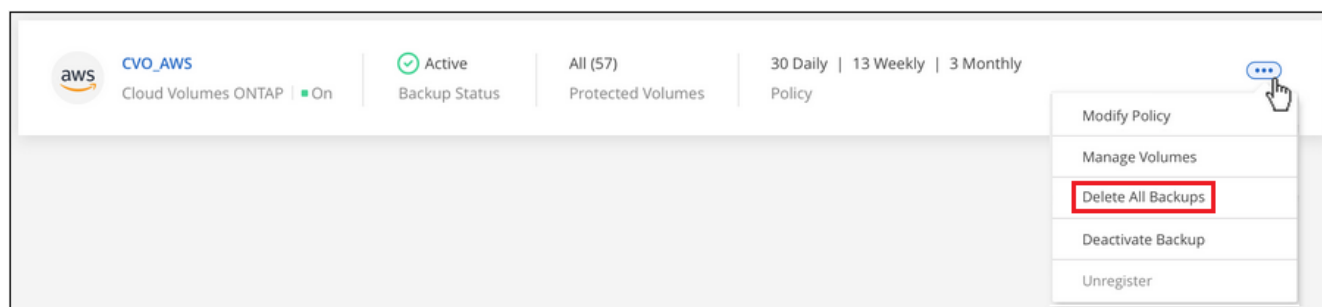 aws
CVO_AWS
Cloud Volumes ONTAP | On
Active
Backup Status
All (57)
Protected Volumes
30 Daily | 13 Weekly | 3 Monthly
Policy
Modify Policy
Manage Volumes
Delete All Backups
Deactivate Backup
Unregister